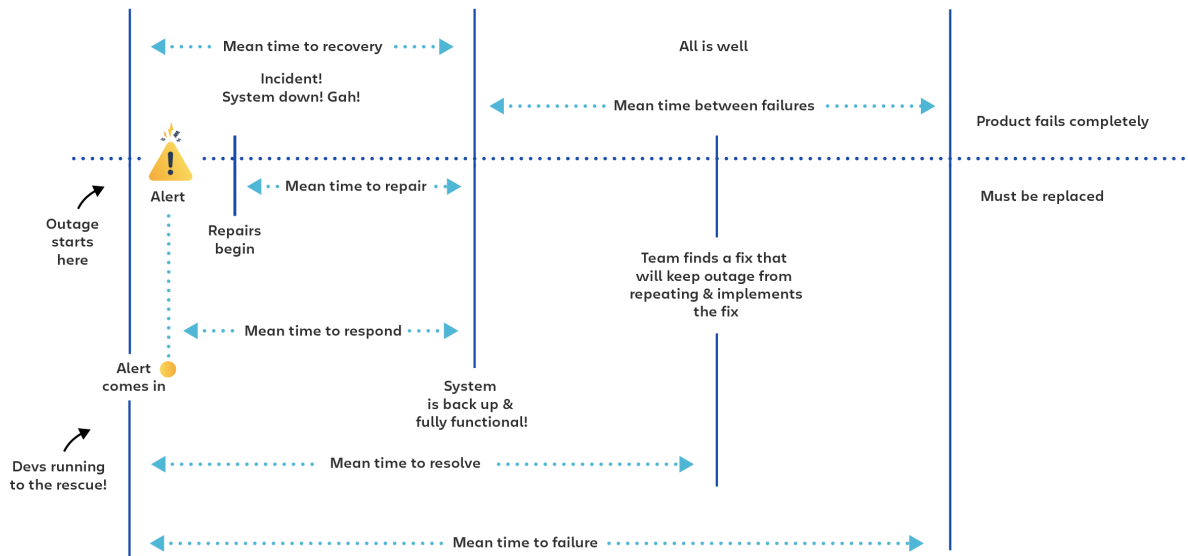 Mean time to recovery
All is well
Incident!
System down! Gah!
Mean time between failures
Product fails completely
Alert
Mean time to repair
Must be replaced
Outage
starts
here
Repairs
begin
Team finds a fix that
will keep outage from
repeating & implements
the fix
Mean time to respond
Alert
comes in
System
is back up &
fully functional!
Mean time to resolve
Devs running
to the rescue!
Mean time to failure